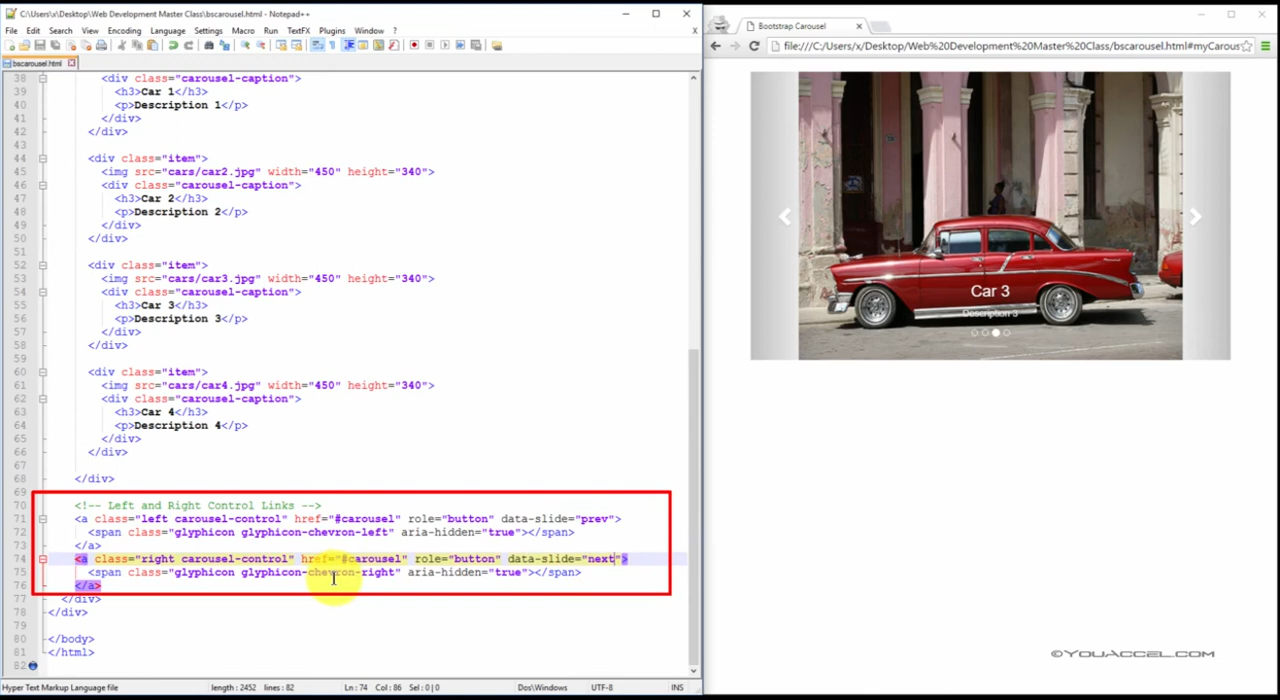 C:\Users\x\Desktop\Web Development Master Class\bscarousel.html - Notepad++
File Edit Search View Encoding Language Settings Macro Run TextFX Plugins Window ?
X
bscarousel.html
38 <div class="carousel-caption">
39 <h3>Car 1</h3>
40 <p>Description 1</p>
41 </div>
42 </div>
43
44 <div class="item">
45 <img src="cars/car2.jpg" width="450" height="340">
46 <div class="carousel-caption">
47 <h3>Car 2</h3>
48 <p>Description 2</p>
49 </div>
50 </div>
51
52 <div class="item">
53 <img src="cars/car3.jpg" width="450" height="340">
54 <div class="carousel-caption">
55 <h3>Car 3</h3>
56 <p>Description 3</p>
57 </div>
58 </div>
59
60 <div class="item">
61 <img src="cars/car4.jpg" width="450" height="340">
62 <div class="carousel-caption">
63 <h3>Car 4</h3>
64 <p>Description 4</p>
65 </div>
66 </div>
67
68 </div>
69
70 <!-- Left and Right Control Links -->
71 <a class="left carousel-control" href="#carousel" role="button" data-slide="prev">
72 <span class="glyphicon glyphicon-chevron-left" aria-hidden="true"></span>
73 </a>
74 <a class="right carousel-control" href="#carousel" role="button" data-slide="next">
75 <span class="glyphicon glyphicon-chevron-right" aria-hidden="true"></span>
76 </a>
77 </div>
78 </div>
79
80 </body>
81 </html>
82
Hyper Text Markup Language file length : 2452 lines : 82 Ln : 74 Col : 86 Sel : 0 | 0 Dos\Windows UTF-8 INS
Bootstrap Carousel
file:///C:/Users/x/Desktop/Web%20Development%20Master%20Class/bscarousel.html#myCarous
Car 3
Description 3
©YouAccel.com